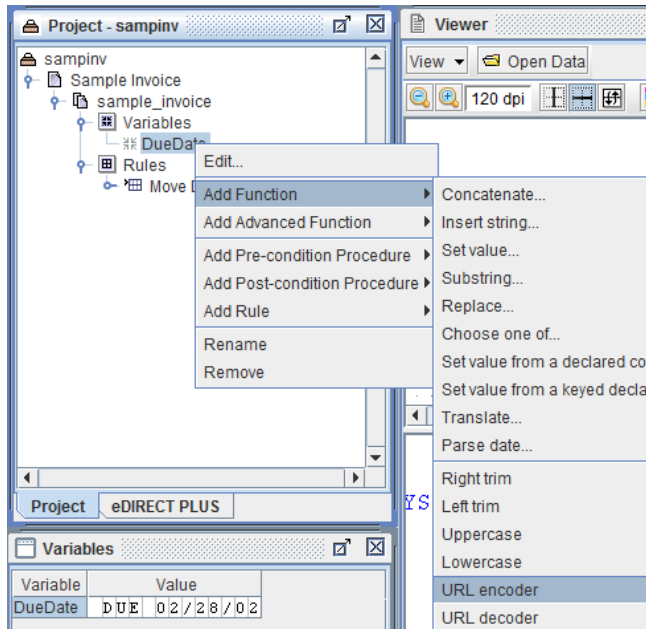 Project - sampinv
sampinv
Sample Invoice
sample_invoice
Variables
DueDate
Rules
Move
Project
eDIRECT PLUS
Variables
Variable Value
DueDate DUE 02/28/02
Edit...
Add Function
Add Advanced Function
Add Pre-condition Procedure
Add Post-condition Procedure
Add Rule
Rename
Remove
Viewer
View Open Data
120 dpi
YS
Concatenate...
Insert string...
Set value...
Substring...
Replace...
Choose one of...
Set value from a declared co
Set value from a keyed decla
Translate...
Parse date...
Right trim
Left trim
Uppercase
Lowercase
URL encoder
URL decoder